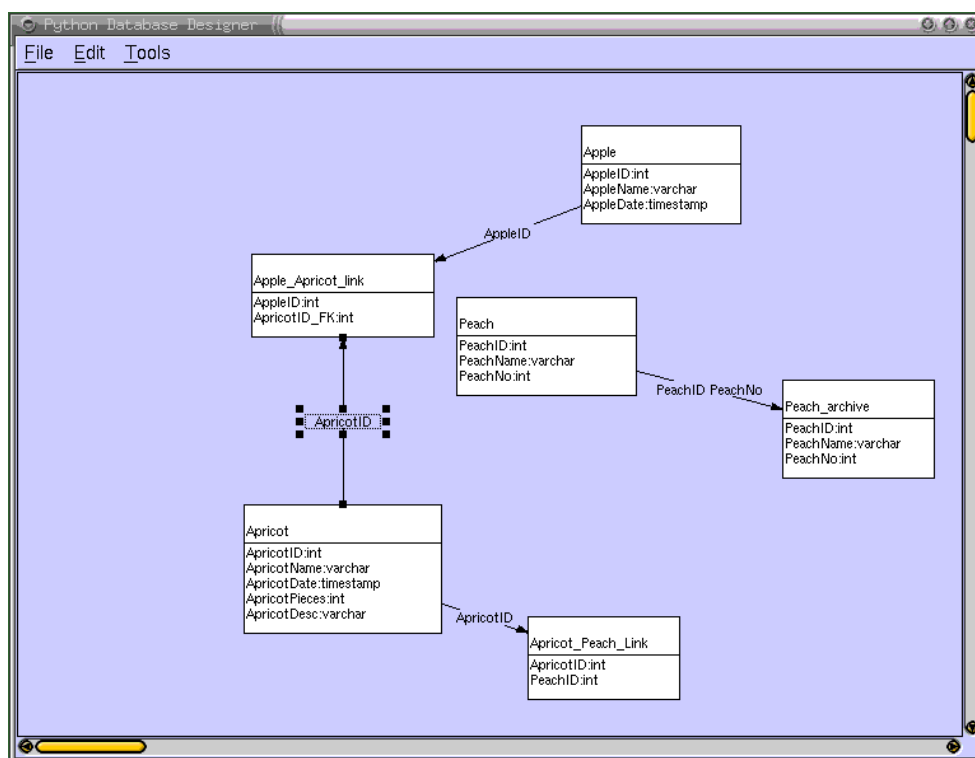 Python Database Designer
File Edit Tools
Apple
AppleID:int
AppleName:varchar
AppleDate:timestamp
AppleID
Apple_Apricot_link
AppleID:int
ApricotID_FK:int
Peach
PeachID:int
PeachName:varchar
PeachNo:int
PeachID PeachNo
Peach_archive
PeachID:int
PeachName:varchar
PeachNo:int
ApricotID
Apricot
ApricotID:int
ApricotName:varchar
ApricotDate:timestamp
ApricotPieces:int
ApricotDesc:varchar
ApricotID
Apricot_Peach_Link
ApricotID:int
PeachID:int